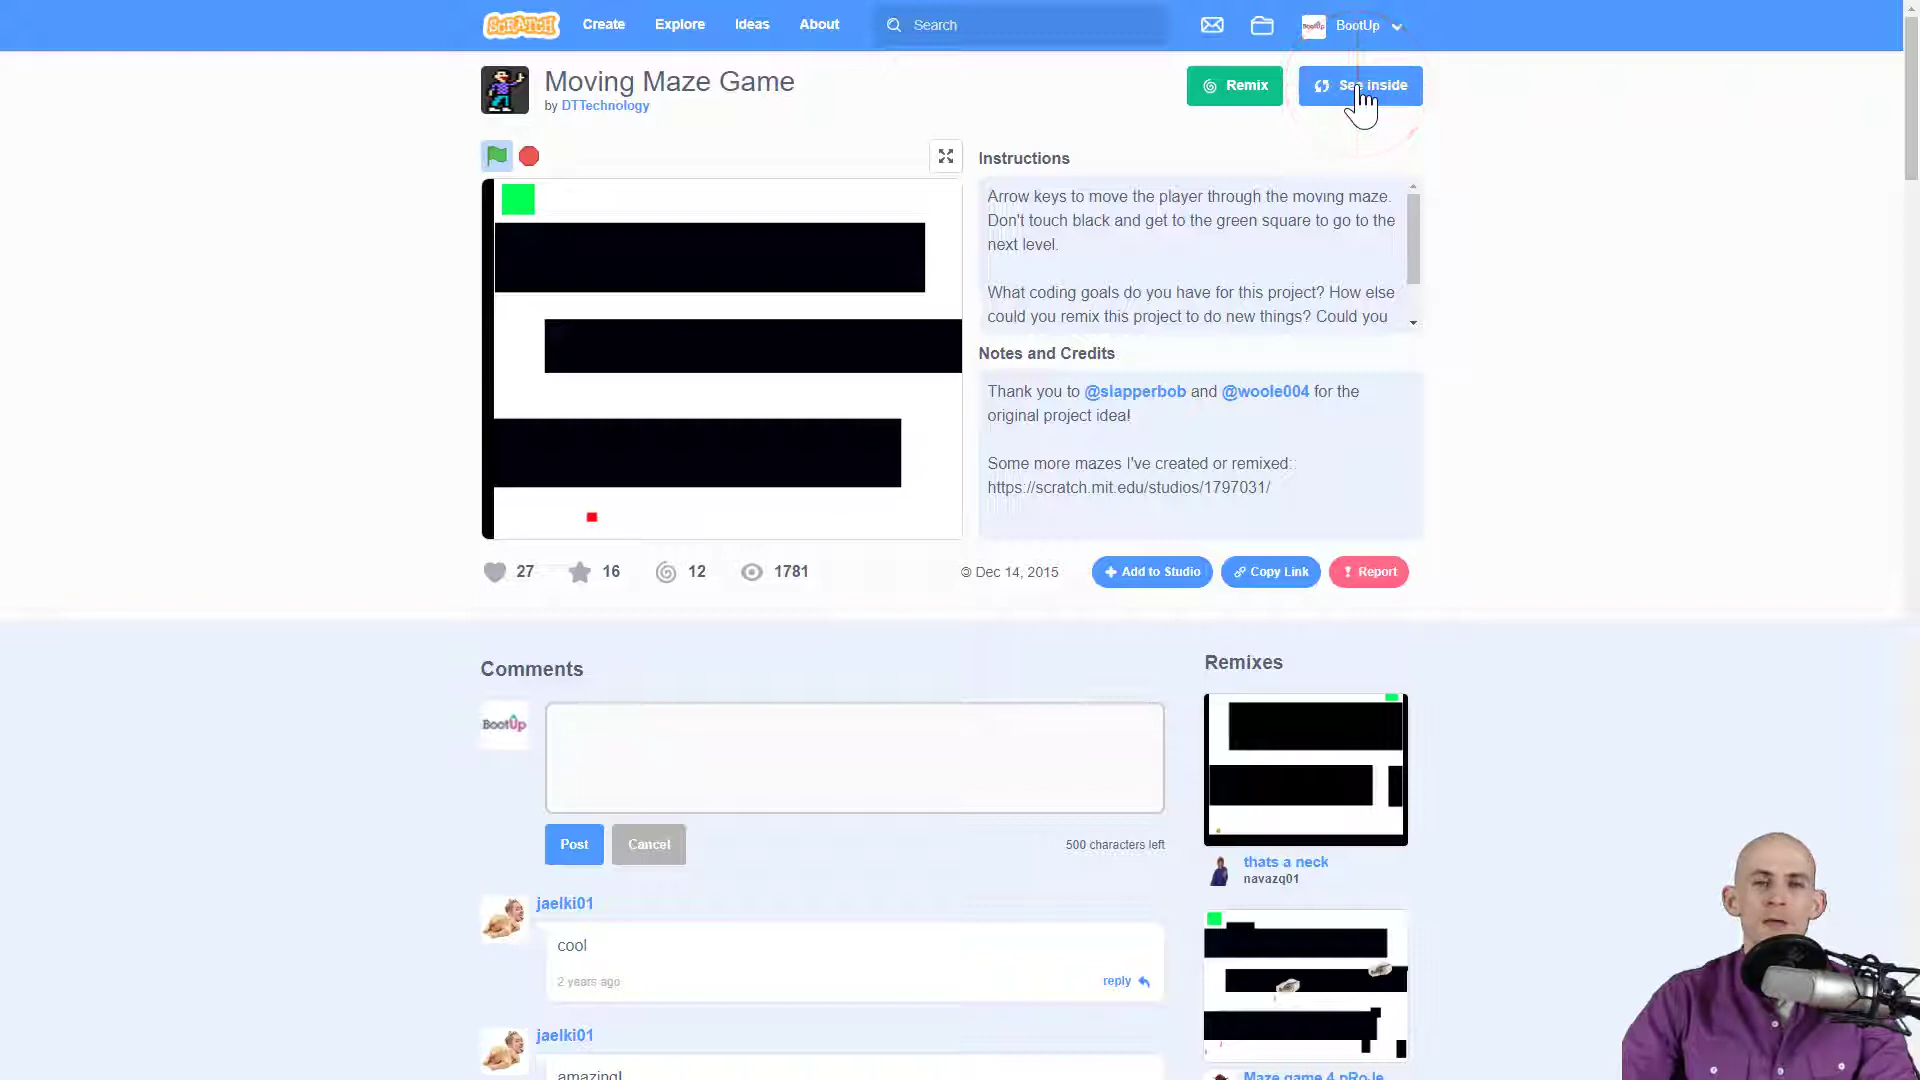 SCRATCH Create Explore Ideas About Search BootUp BootUp
Moving Maze Game
by DTTechnology
Remix
See inside
Instructions
Arrow keys to move the player through the moving maze.
Don't touch black and get to the green square to go to the
next level.
What coding goals do you have for this project? How else
could you remix this project to do new things? Could you
Notes and Credits
Thank you to @slapperbob and @woole004 for the
original project idea!
Some more mazes I've created or remixed:
https://scratch.mit.edu/studios/1797031/
27 16 12 1781
© Dec 14, 2015
Add to Studio
Copy Link
Report
Comments
BootUp
Post
Cancel
500 characters left
jaelki01
cool
2 years ago
reply
jaelki01
amazing!
Remixes
thats a neck
navazq01
Maze game 4 pRoJe